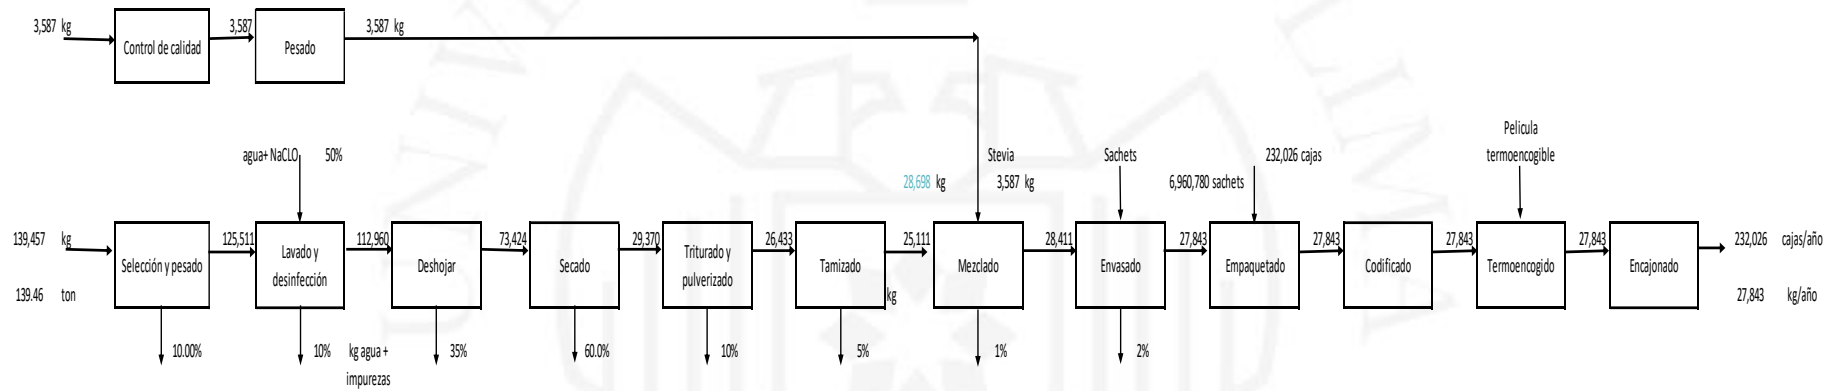 3,587 kg
3,587
3,587 kg
Control de calidad
Pesado
agua+ NaCLO 50%
Stevia
28,698 kg 3,587 kg
Sachets
232,026 cajas
6,960,780 sachets
Pelicula
termoencogible
139,457 kg
139.46 ton
Selección y pesado
125,511
Lavado y
desinfección
112,960
Deshojar
73,424
Secado
29,370
Triturado y
pulverizado
26,433
Tamizado
25,111
kg
Mezclado
28,411
Envasado
27,843
Empaquetado
27,843
Codificado
27,843
Termoencogido
27,843
Encajonado
232,026 cajas/año
27,843 kg/año
10.00%
10%
kg agua +
impurezas
35%
60.0%
10%
5%
1%
2%
UNIVE
LIMA